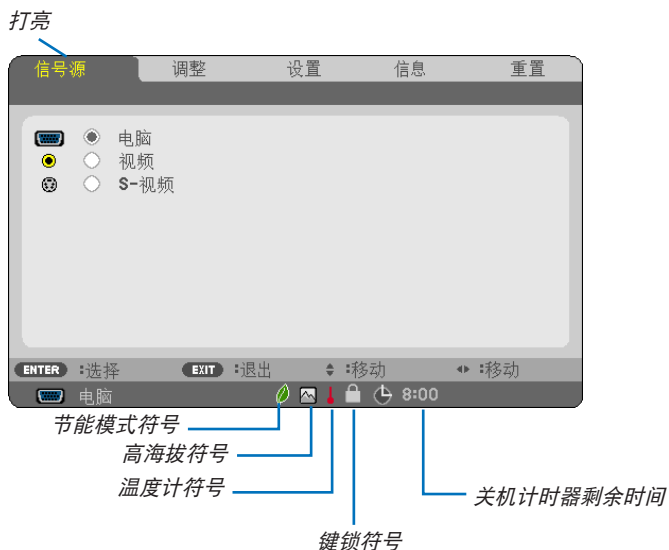 打亮
信号源 调整 设置 信息 重置
电脑
视频
S-视频
ENTER :选择 EXIT :退出 :移动 :移动
电脑 8:00
节能模式符号
高海拔符号
温度计符号
关机计时器剩余时间
键锁符号